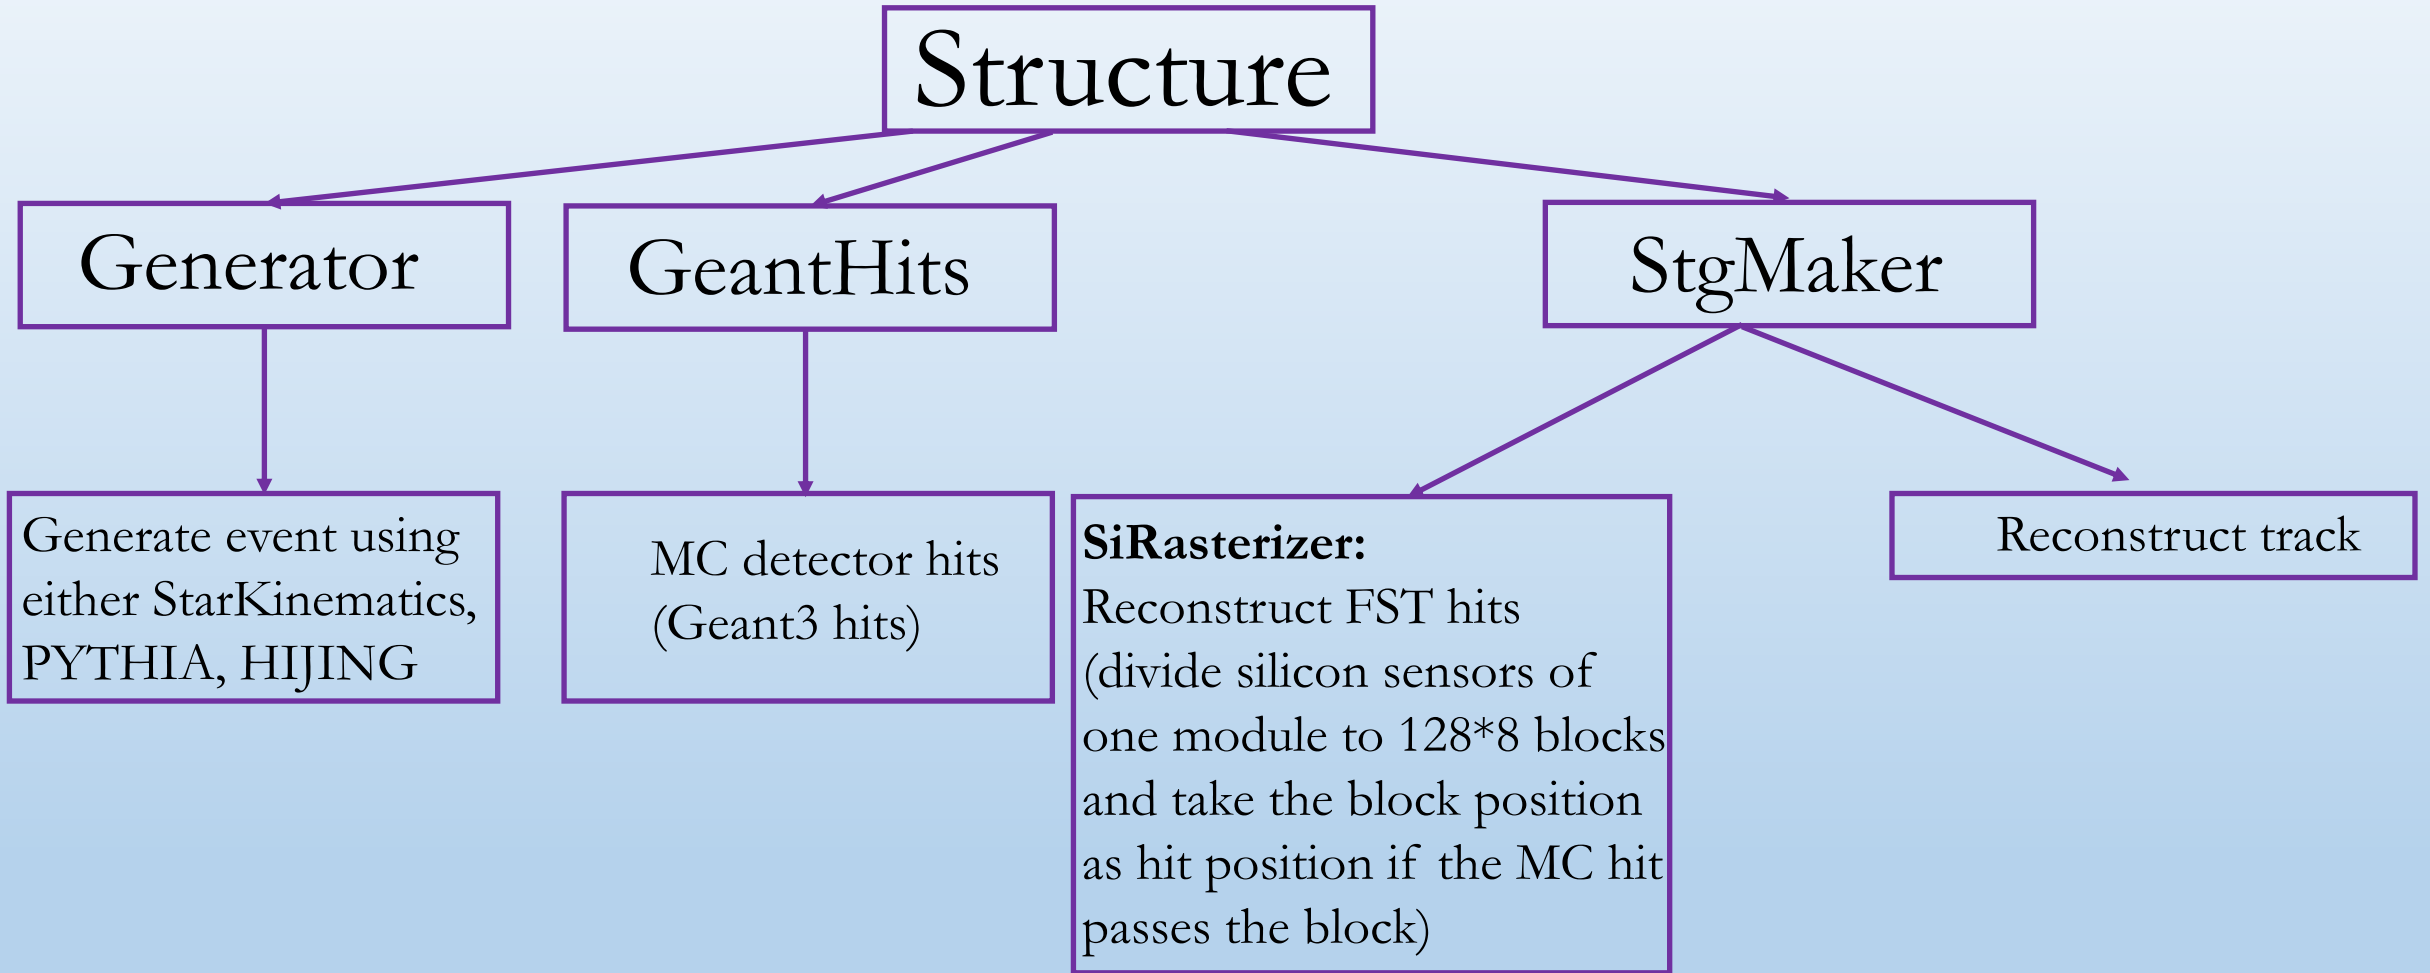 Structure
Generator
GeantHits
StgMaker
Generate event using
either StarKinematics,
PYTHIA, HIJING
MC detector hits
(Geant3 hits)
SiRasterizer:
Reconstruct FST hits
(divide silicon sensors of
one module to 128*8 blocks
and take the block position
as hit position if the MC hit
passes the block)
Reconstruct track